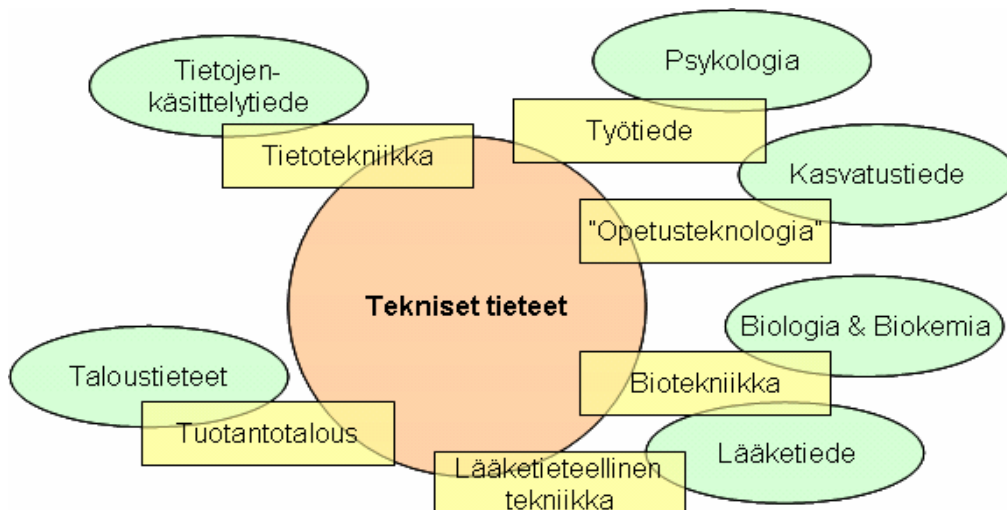 Tietojen-
käsittelytiede
Tietotekniikka
Psykologia
Työtiede
Kasvatustiede
"Opetusteknologia"
Tekniset tieteet
Biologia & Biokemia
Biotekniikka
Taloustieteet
Tuotantotalous
Lääketiede
Lääketieteellinen
tekniikka